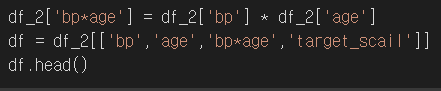 df_2['bp*age'] = df_2['bp'] * df_2['age']
df = df_2[['bp','age','bp*age','target_scail']]
df.head()